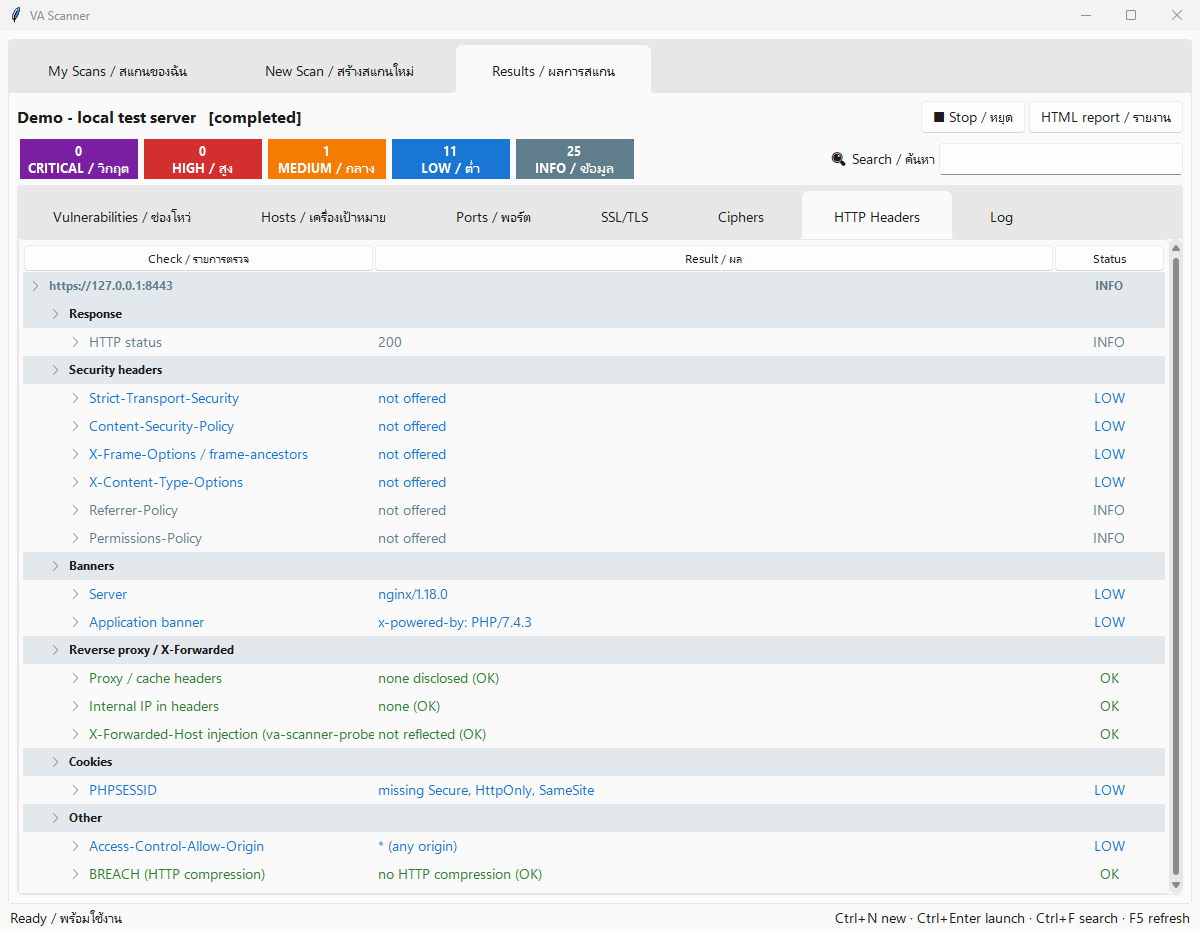 VA Scanner
My Scans / สแกนของฉัน New Scan / สร้างสแกนใหม่ Results / ผลการสแกน
Demo - local test server [completed] Stop / หยุด HTML report / รายงาน
0 0 1 11 25
CRITICAL / วิกฤต HIGH / สูง MEDIUM / กลาง LOW / ต่ำ INFO / ข้อมูล Search / ค้นหา
Vulnerabilities / ช่องโหว่ Hosts / เครื่องเป้าหมาย Ports / พอร์ต SSL/TLS Ciphers HTTP Headers Log
Check / รายการตรวจ Result / ผล Status
https://127.0.0.1:8443 INFO
Response
HTTP status 200 INFO
Security headers
Strict-Transport-Security not offered LOW
Content-Security-Policy not offered LOW
X-Frame-Options / frame-ancestors not offered LOW
X-Content-Type-Options not offered LOW
Referrer-Policy not offered INFO
Permissions-Policy not offered INFO
Banners
Server nginx/1.18.0 LOW
Application banner x-powered-by: PHP/7.4.3 LOW
Reverse proxy / X-Forwarded
Proxy / cache headers none disclosed (OK) OK
Internal IP in headers none (OK) OK
X-Forwarded-Host injection (va-scanner-probe not reflected (OK) OK
Cookies
PHPSESSID missing Secure, HttpOnly, SameSite LOW
Other
Access-Control-Allow-Origin * (any origin) LOW
BREACH (HTTP compression) no HTTP compression (OK) OK
Ready / พร้อมใช้งาน Ctrl+N new · Ctrl+Enter launch · Ctrl+F search · F5 refresh